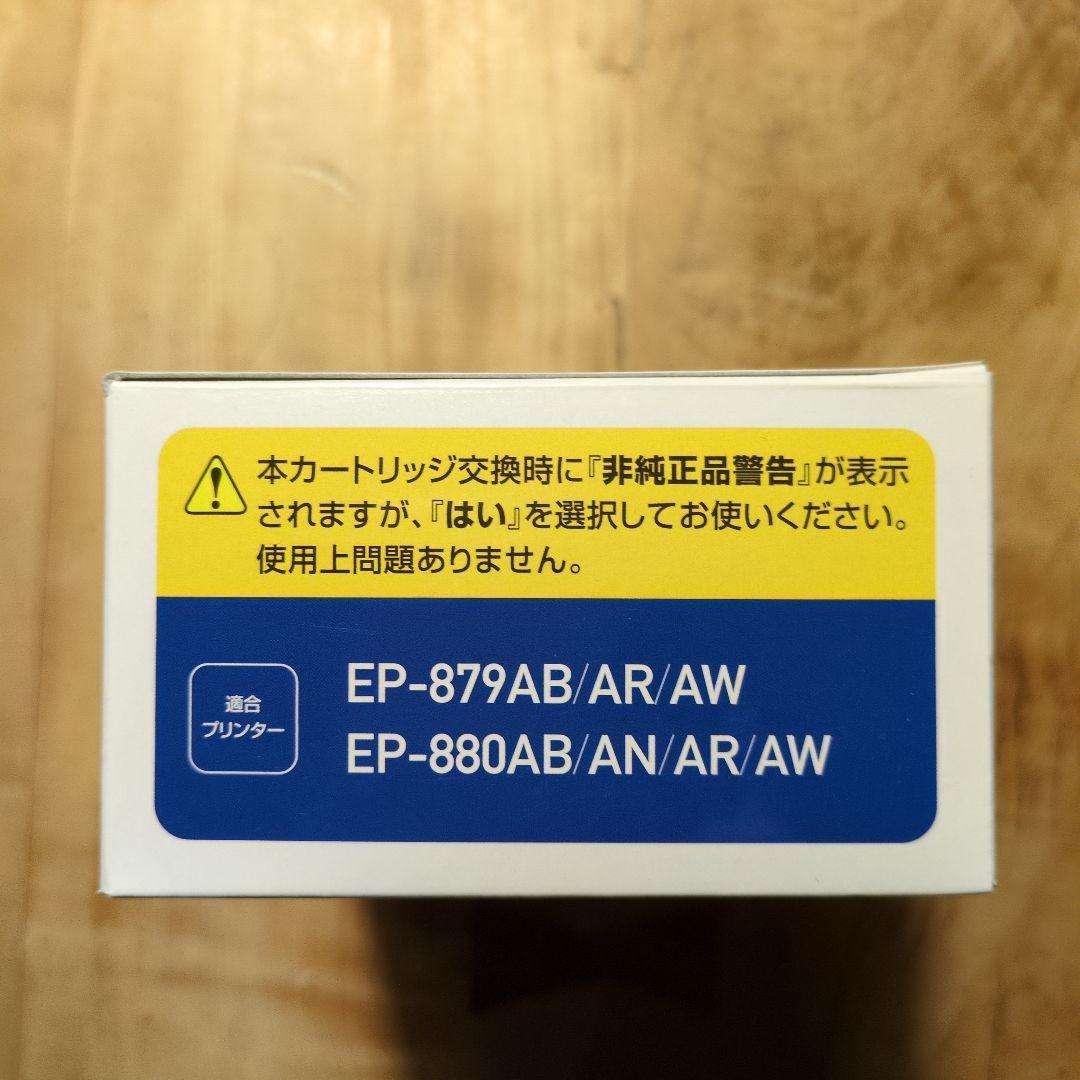 本カートリッジ交換時に『非純正品警告』が表示
されますが、『はい』を選択してお使いください。
使用上問題ありません。
適合
プリンター
EP-879AB/AR/AW
EP-880AB/AN/AR/AW